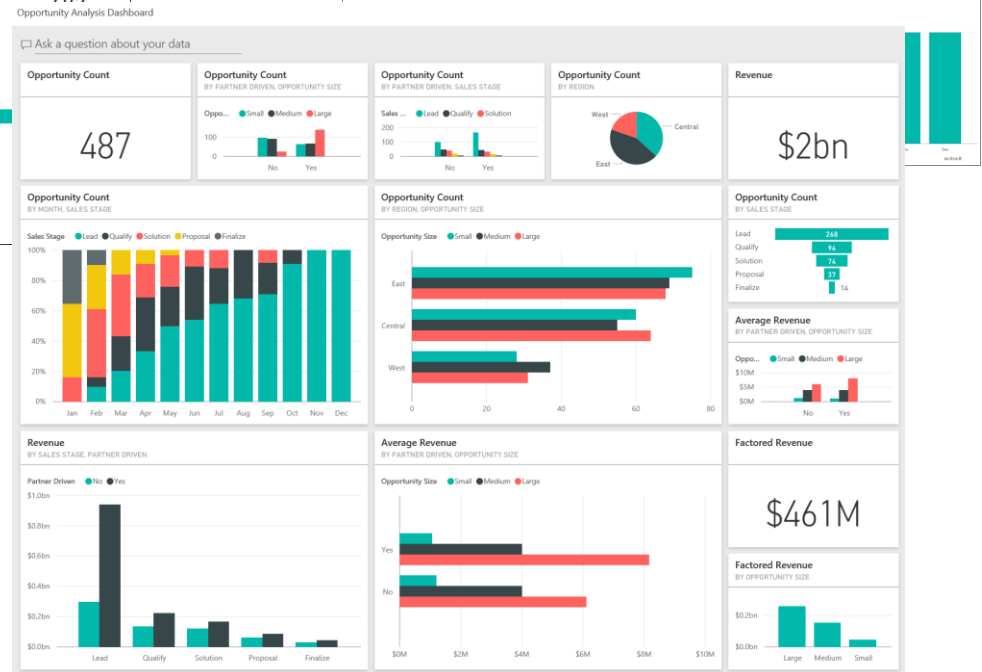 Opportunity Analysis Dashboard
Ask a question about your data
Opportunity Count
487
Opportunity Count
BY PARTNER DRIVEN, OPPORTUNITY SIZE
Oppo... Small Medium Large
100
0
No Yes
Opportunity Count
BY PARTNER DRIVEN, SALES STAGE
Sales ... Lead Qualify Solution
200
100
0
No Yes
Opportunity Count
BY REGION
West
Central
East
Revenue
$2bn
Dec
Opportunity Count
BY MONTH, SALES STAGE
Sales Stage Lead Qualify Solution Proposal Finalize
100%
80%
60%
40%
20%
0%
Jan Feb Mar Apr May Jun Jul Aug Sep Oct Nov Dec
Opportunity Count
BY REGION, OPPORTUNITY SIZE
Opportunity Size Small Medium Large
East
Central
West
0 20 40 60 80
Opportunity Count
BY SALES STAGE
Lead 268
Qualify 94
Solution 74
Proposal 37
Finalize 14
Average Revenue
BY PARTNER DRIVEN, OPPORTUNITY SIZE
Oppo... Small Medium Large
$10M
$5M
$0M
No Yes
Revenue
BY SALES STAGE, PARTNER DRIVEN
Partner Driven No Yes
$1.0bn
$0.8bn
$0.6bn
$0.4bn
$0.2bn
$0.0bn
Lead Qualify Solution Proposal Finalize
Average Revenue
BY PARTNER DRIVEN, OPPORTUNITY SIZE
Opportunity Size Small Medium Large
Yes
No
$0M $2M $4M $6M $8M $10M
Factored Revenue
$461M
Factored Revenue
BY OPPORTUNITY SIZE
$0.2bn
$0.0bn
Large Medium Small